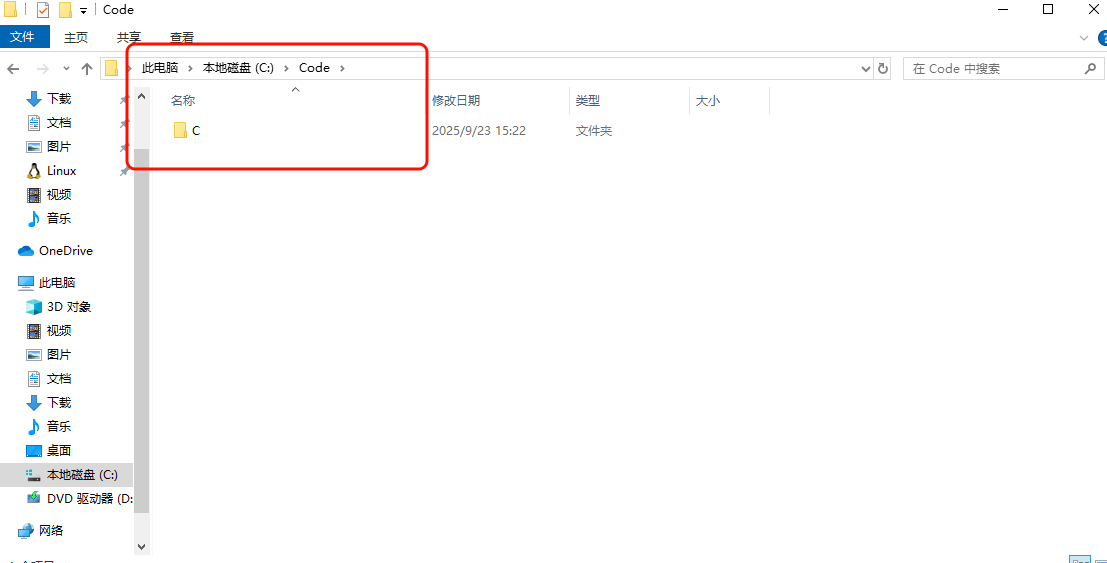 Code
文件 主页 共享 查看
此电脑 本地磁盘 (C:) Code 在 Code 中搜索
名称 修改日期 类型 大小
C 2025/9/23 15:22 文件夹
下载
文档
图片
Linux
视频
音乐
OneDrive
此电脑
3D 对象
视频
图片
文档
下载
音乐
桌面
本地磁盘 (C:)
DVD 驱动器 (D:
网络